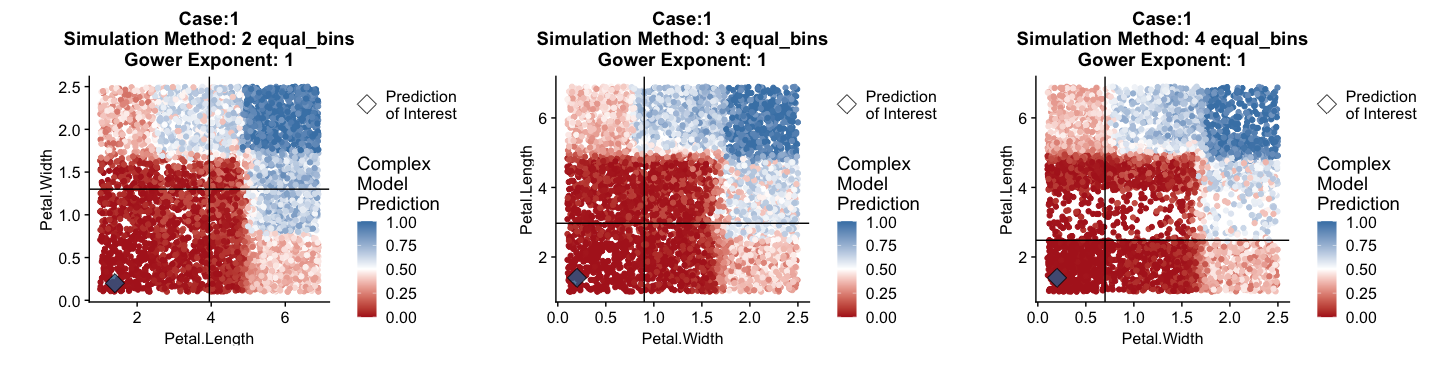 Case:1
Simulation Method: 2 equal_bins
Gower Exponent: 1
Petal.Width
2.5
2.0
1.5
1.0
0.5
0.0
2
4
6
Petal.Length
Prediction
of Interest
Complex
Model
Prediction
1.00
0.75
0.50
0.25
0.00
Case:1
Simulation Method: 3 equal_bins
Gower Exponent: 1
Petal.Length
6
4
2
0.0
0.5
1.0
1.5
2.0
2.5
Petal.Width
Prediction
of Interest
Complex
Model
Prediction
1.00
0.75
0.50
0.25
0.00
Case:1
Simulation Method: 4 equal_bins
Gower Exponent: 1
Petal.Length
6
4
2
0.0
0.5
1.0
1.5
2.0
2.5
Petal.Width
Prediction
of Interest
Complex
Model
Prediction
1.00
0.75
0.50
0.25
0.00